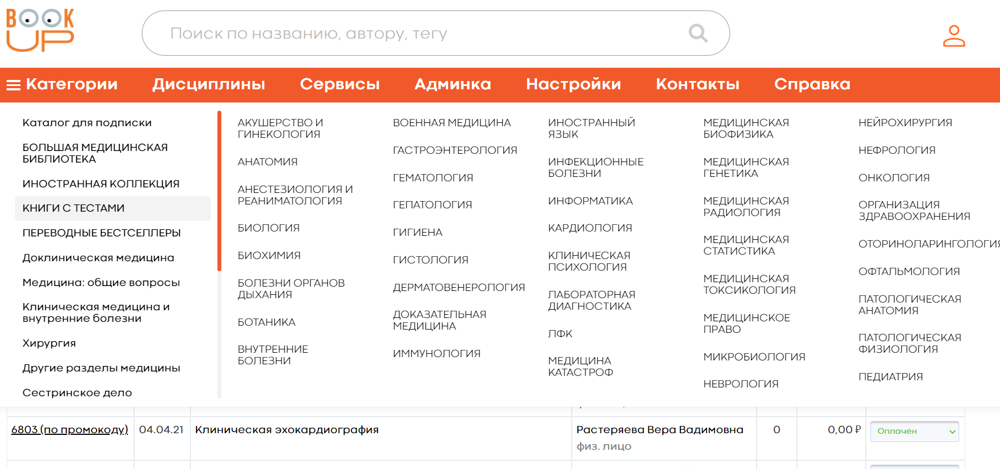 BOOK
UP
Поиск по названию, автору, тегу
Категории
Дисциплины
Сервисы
Админка
Настройки
Контакты
Справка
Каталог для подписки
БОЛЬШАЯ МЕДИЦИНСКАЯ
БИБЛИОТЕКА
ИНОСТРАННАЯ КОЛЛЕКЦИЯ
КНИГИ С ТЕСТАМИ
ПЕРЕВОДНЫЕ БЕСТСЕЛЛЕРЫ
Доклиническая медицина
Медицина: общие вопросы
Клиническая медицина и
внутренние болезни
Хирургия
Другие разделы медицины
Сестринское дело
АКУШЕРСТВО И
ГИНЕКОЛОГИЯ
АНАТОМИЯ
АНЕСТЕЗИОЛОГИЯ И
РЕАНИМАТОЛОГИЯ
БИОЛОГИЯ
БИОХИМИЯ
БОЛЕЗНИ ОРГАНОВ
ДЫХАНИЯ
БОТАНИКА
ВНУТРЕННИЕ
БОЛЕЗНИ
ВОЕННАЯ МЕДИЦИНА
ГАСТРОЭНТЕРОЛОГИЯ
ГЕМАТОЛОГИЯ
ГЕПАТОЛОГИЯ
ГИГИЕНА
ГИСТОЛОГИЯ
ДЕРМАТОВЕНЕРОЛОГИЯ
ДОКАЗАТЕЛЬНАЯ
МЕДИЦИНА
ИММУНОЛОГИЯ
ИНОСТРАННЫЙ
ЯЗЫК
ИНФЕКЦИОННЫЕ
БОЛЕЗНИ
ИНФОРМАТИКА
КАРДИОЛОГИЯ
КЛИНИЧЕСКАЯ
ПСИХОЛОГИЯ
ЛАБОРАТОРНАЯ
ДИАГНОСТИКА
ЛФК
МЕДИЦИНА
КАТАСТРОФ
МЕДИЦИНСКАЯ
БИОФИЗИКА
МЕДИЦИНСКАЯ
ГЕНЕТИКА
МЕДИЦИНСКАЯ
РАДИОЛОГИЯ
МЕДИЦИНСКАЯ
СТАТИСТИКА
МЕДИЦИНСКАЯ
ТОКСИКОЛОГИЯ
МЕДИЦИНСКОЕ
ПРАВО
МИКРОБИОЛОГИЯ
НЕВРОЛОГИЯ
НЕЙРОХИРУРГИЯ
НЕФРОЛОГИЯ
ОНКОЛОГИЯ
ОРГАНИЗАЦИЯ
ЗДРАВООХРАНЕНИЯ
ОТОРИНОЛАРИНГОЛОГИЯ
ОФТАЛЬМОЛОГИЯ
ПАТОЛОГИЧЕСКАЯ
АНАТОМИЯ
ПАТОЛОГИЧЕСКАЯ
ФИЗИОЛОГИЯ
ПЕДИАТРИЯ
6803 (по промокоду)
04.04.21
Клиническая эхокардиография
Растеряева Вера Вадимовна
физ. лицо
0
0,00 ₽
Оплачен